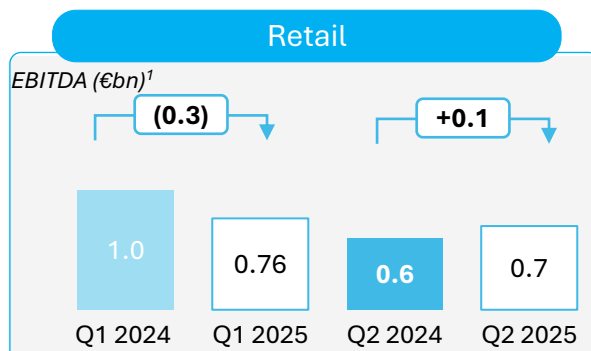 Retail
EBITDA (€bn)¹
(0.3)
+0.1
1.0
0.76
0.6
0.7
Q1 2024
Q1 2025
Q2 2024
Q2 2025